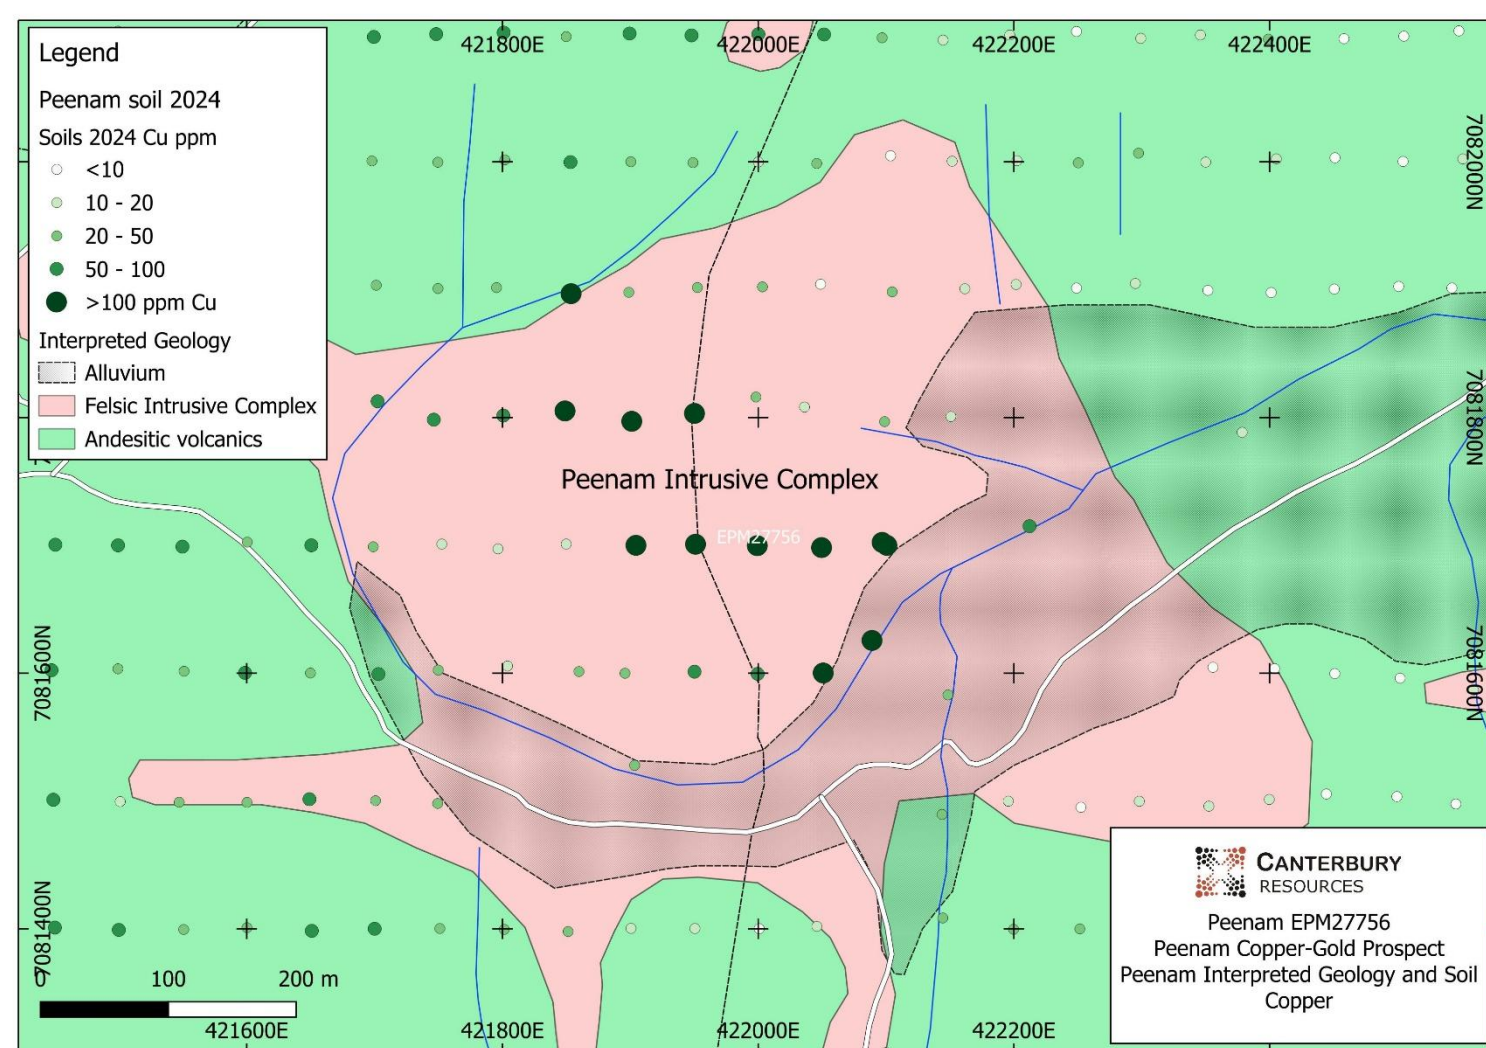 421800E
422000E
422200E
422400E
Legend
Peenam soil 2024
Soils 2024 Cu ppm
<10
10 - 20
20 - 50
50 - 100
>100 ppm Cu
Interpreted Geology
Alluvium
Felsic Intrusive Complex
Andesitic volcanics
7082000N
7081800N
Peenam Intrusive Complex
EPM27756
7081600N
7081600N
7081400N
0
100
200 m
CANTERBURY
RESOURCES
Peenam EPM27756
Peenam Copper-Gold Prospect
Peenam Interpreted Geology and Soil
Copper
421600E
421800E
422000E
422200E